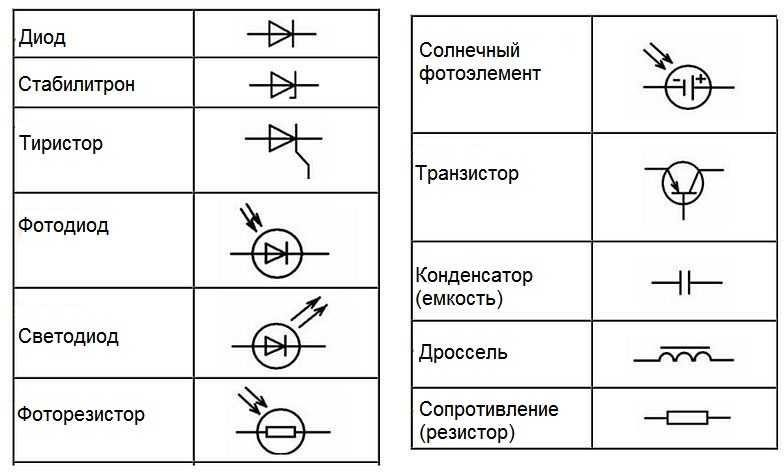 Диод
Стабилитрон
Тиристор
Фотодиод
Светодиод
Фоторезистор
Солнечный
фотоэлемент
- +
Транзистор
Конденсатор
(емкость)
Дроссель
Сопротивление
(резистор)